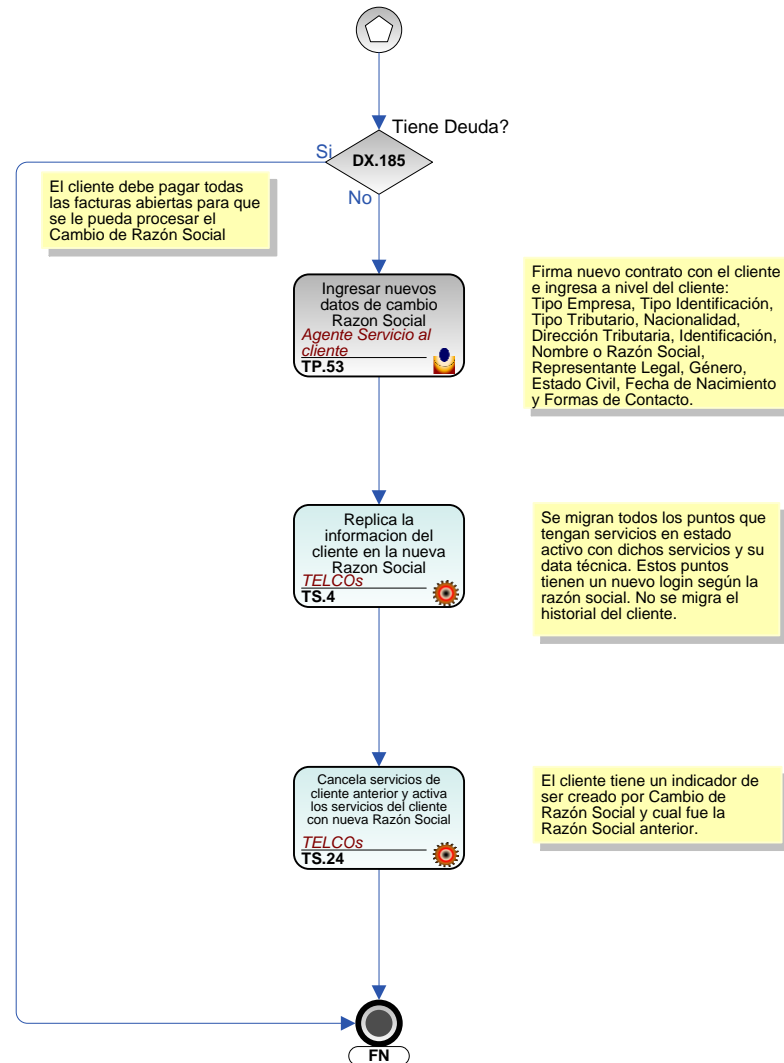 Tiene Deuda?
Si
DX.185
No
El cliente debe pagar todas
las facturas abiertas para que
se le pueda procesar el
Cambio de Razón Social
Ingresar nuevos
datos de cambio
Razon Social
Agente Servicio al
cliente
TP.53
Firma nuevo contrato con el cliente
e ingresa a nivel del cliente:
Tipo Empresa, Tipo Identificación,
Tipo Tributario, Nacionalidad,
Dirección Tributaria, Identificación,
Nombre o Razón Social,
Representante Legal, Género,
Estado Civil, Fecha de Nacimiento
y Formas de Contacto.
Replica la
informacion del
cliente en la nueva
Razon Social
TELCOs
TS.4
Se migran todos los puntos que
tengan servicios en estado
activo con dichos servicios y su
data técnica. Estos puntos
tienen un nuevo login según la
razón social. No se migra el
historial del cliente.
Cancela servicios de
cliente anterior y activa
los servicios del cliente
con nueva Razón Social
TELCOs
TS.24
El cliente tiene un indicador de
ser creado por Cambio de
Razón Social y cual fue la
Razón Social anterior.
FN